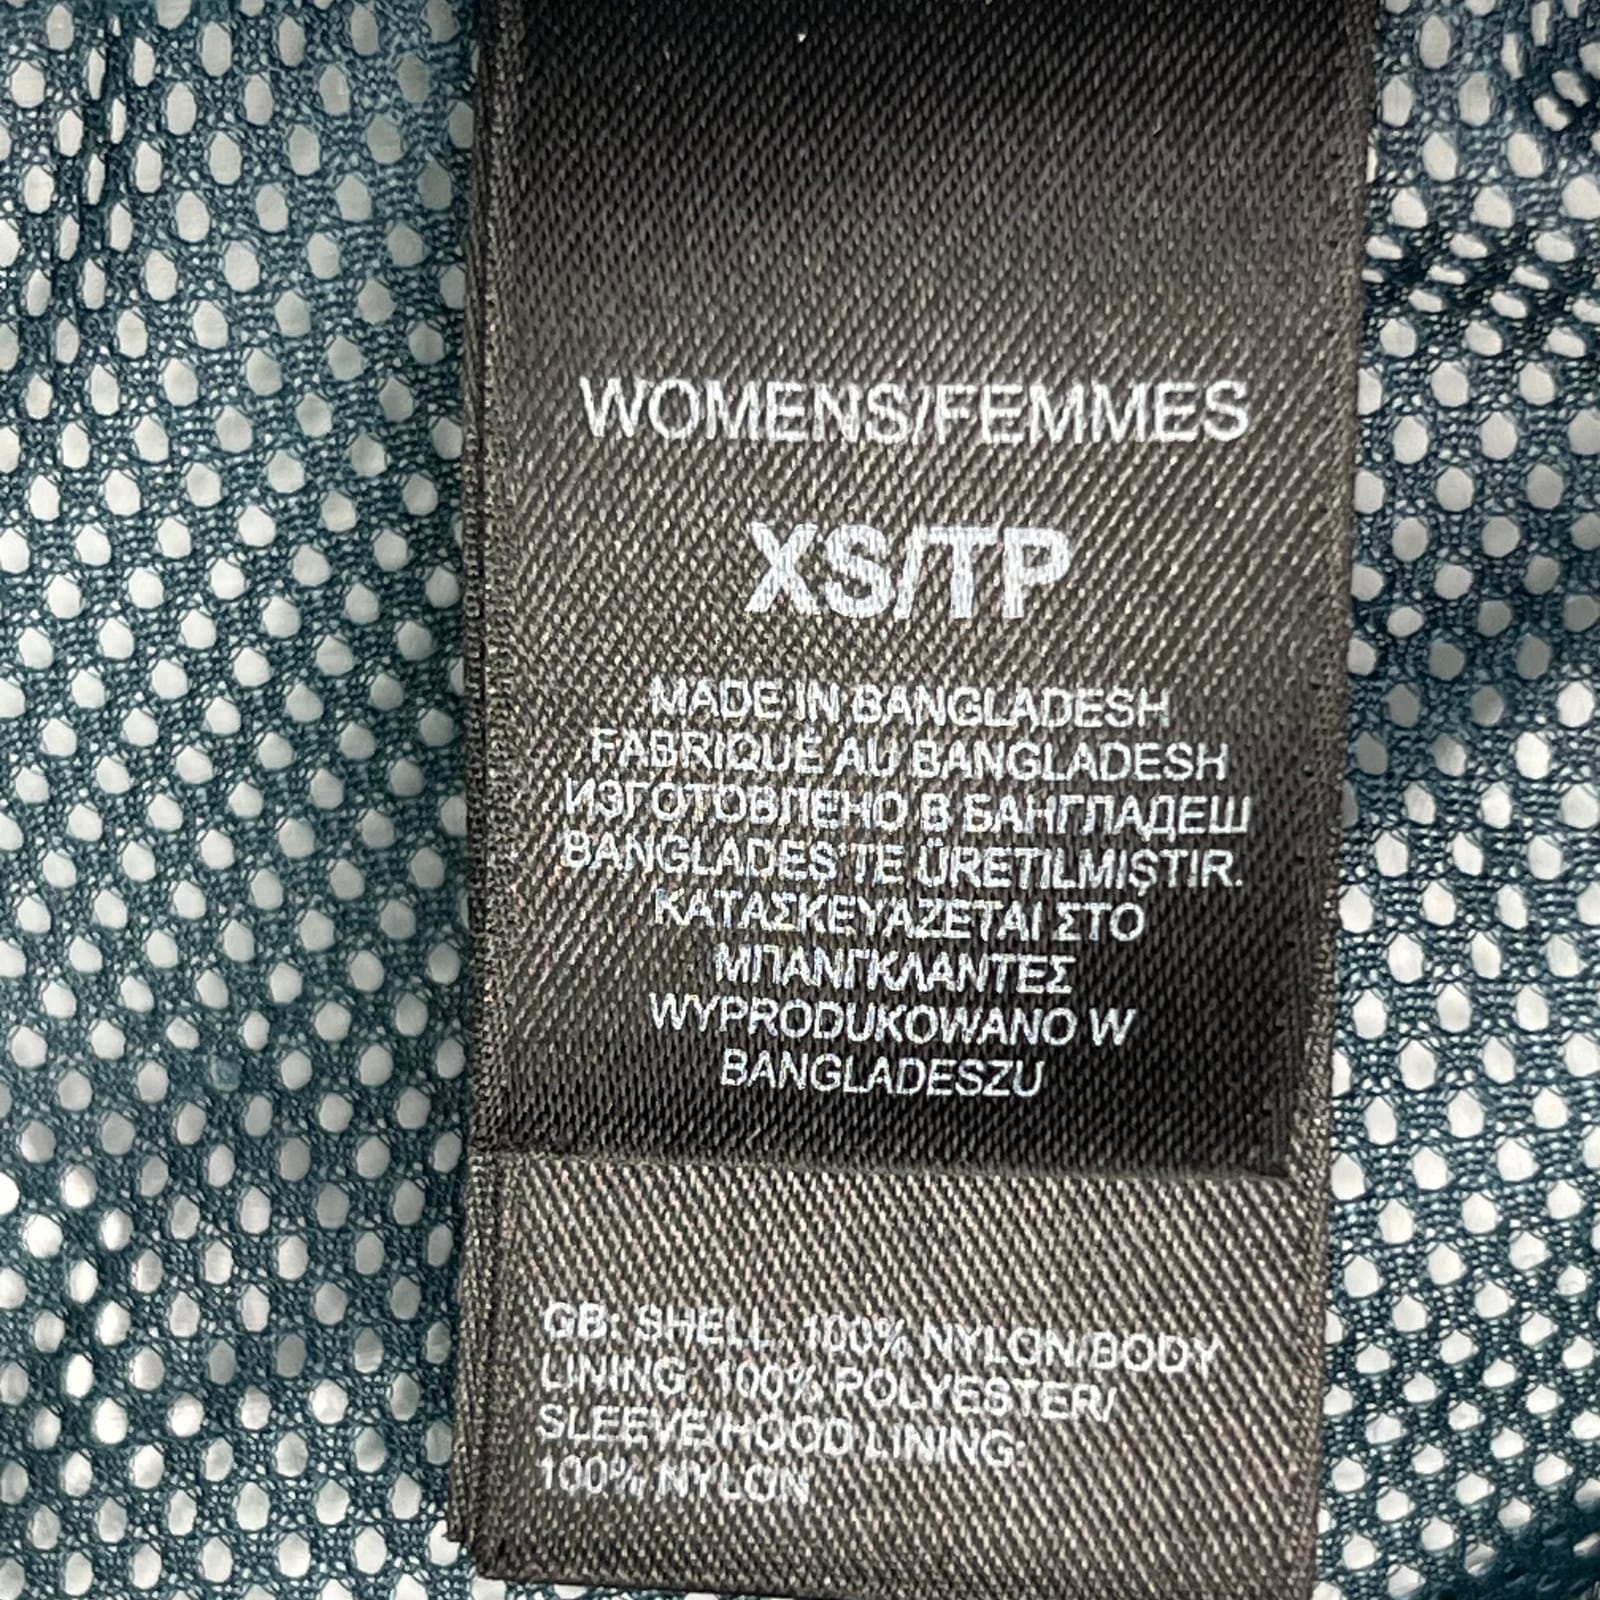 WOMENS/FEMMES
XS/TP
MADE IN BANGLADESH
FABRIQUÉ AU BANGLADESH
ИЗГОТОВЛЕНО В БАНГЛАДЕШ
BANGLADEŞ'TE ÜRETILMIŞTIR.
ΚΑΤΑΣΚΕΥΑΖΕΤΑΙ ΣΤΟ
ΜΠΑΝΓΚΛΑΝΤΕΣ
WYPRODUKOWANO W
BANGLADESZU
GB: SHELL: 100% NYLON/BODY
LINING: 100% POLYESTER/
SLEEVE/HOOD LINING:
100% NYLON